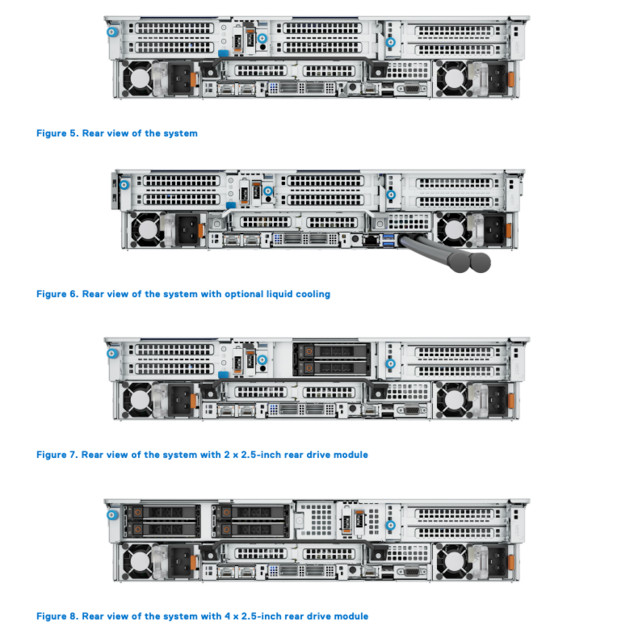 Figure 5. Rear view of the system
Figure 6. Rear view of the system with optional liquid cooling
Figure 7. Rear view of the system with 2 x 2.5-inch rear drive module
Figure 8. Rear view of the system with 4 x 2.5-inch rear drive module